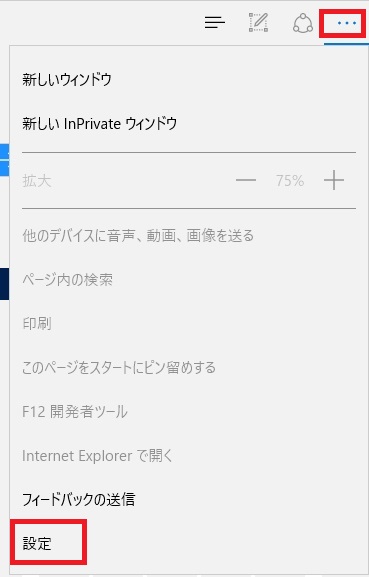 新しいウィンドウ
新しい InPrivate ウィンドウ
拡大 75%
他のデバイスに音声、動画、画像を送る
ページ内の検索
印刷
このページをスタートにピン留めする
F12 開発者ツール
Internet Explorer で開く
フィードバックの送信
設定